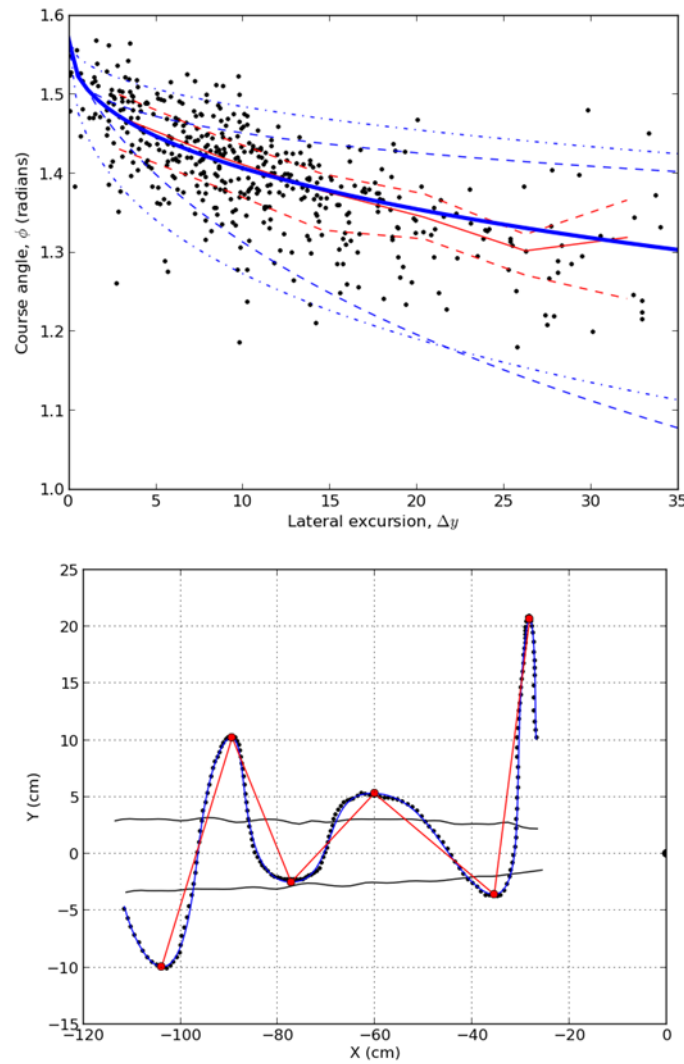 1.6
1.5
1.4
1.3
1.2
1.1
1.0
0 5 10 15 20 25 30 35
Course angle, ϕ (radians)
Lateral excursion, Δy
25
20
15
10
5
0
−5
−10
−15
−120 −100 −80 −60 −40 −20 0
Y (cm)
X (cm)